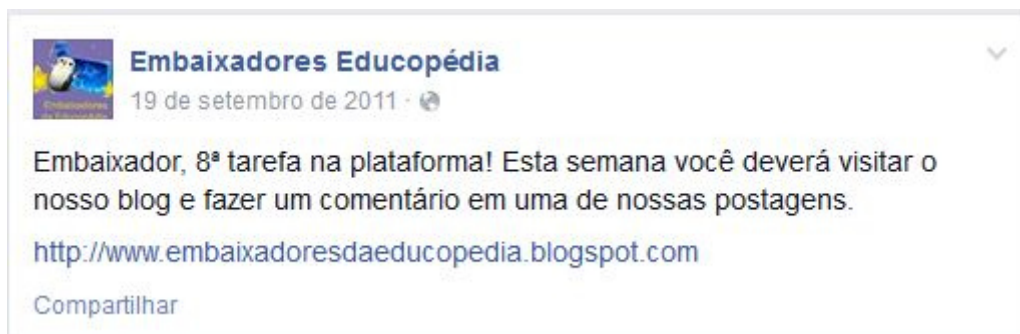 Embaixadores Educopédia
19 de setembro de 2011
Embaixador, 8ª tarefa na plataforma! Esta semana você deverá visitar o
nosso blog e fazer um comentário em uma de nossas postagens.
http://www.embaixadoresdaeducopedia.blogspot.com
Compartilhar